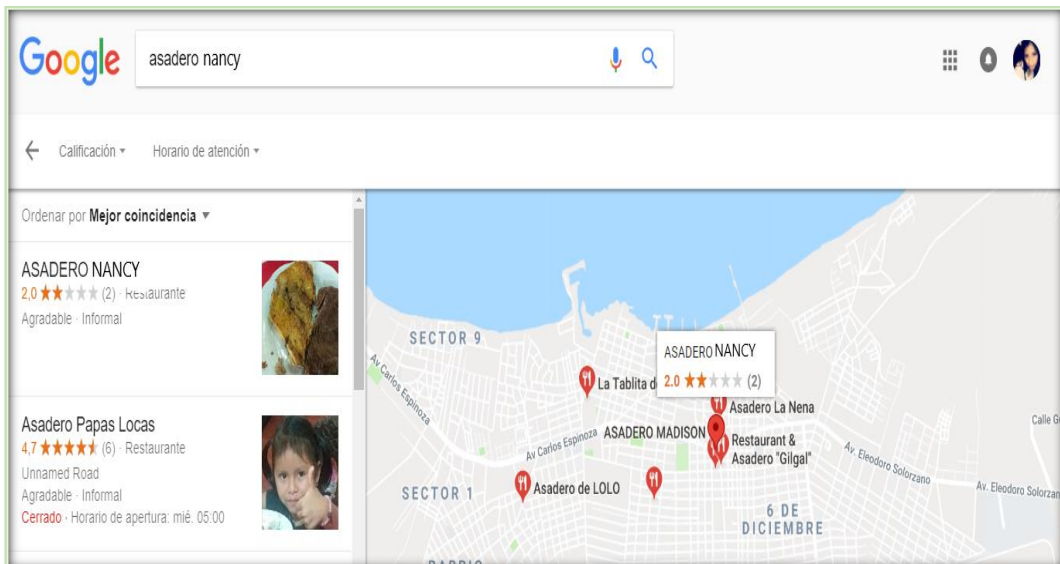 Google
asadero nancy
Calificación
Horario de atención
Ordenar por Mejor coincidencia
ASADERO NANCY
2,0 (2) · Restaurante
Agradable · Informal
Asadero Papas Locas
4,7 (6) · Restaurante
Unnamed Road
Agradable · Informal
Cerrado · Horario de apertura: mié. 05:00
SECTOR 9
Av Carlos Espinoza
La Tablita d
ASADERO NANCY
2.0 (2)
Asadero La Nena
ASADERO MADISON
Restaurant &
Asadero "Gilgal"
Av Carlos Espinoza
Calle G
Av. Eleodoro Solorzano
Av. Eleodoro Solorzan
SECTOR 1
Asadero de LOLO
6 DE
DICIEMBRE